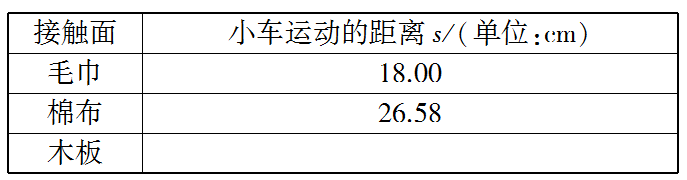 接触面 小车运动的距离 s/(单位:cm)
毛巾 18.00
棉布 26.58
木板